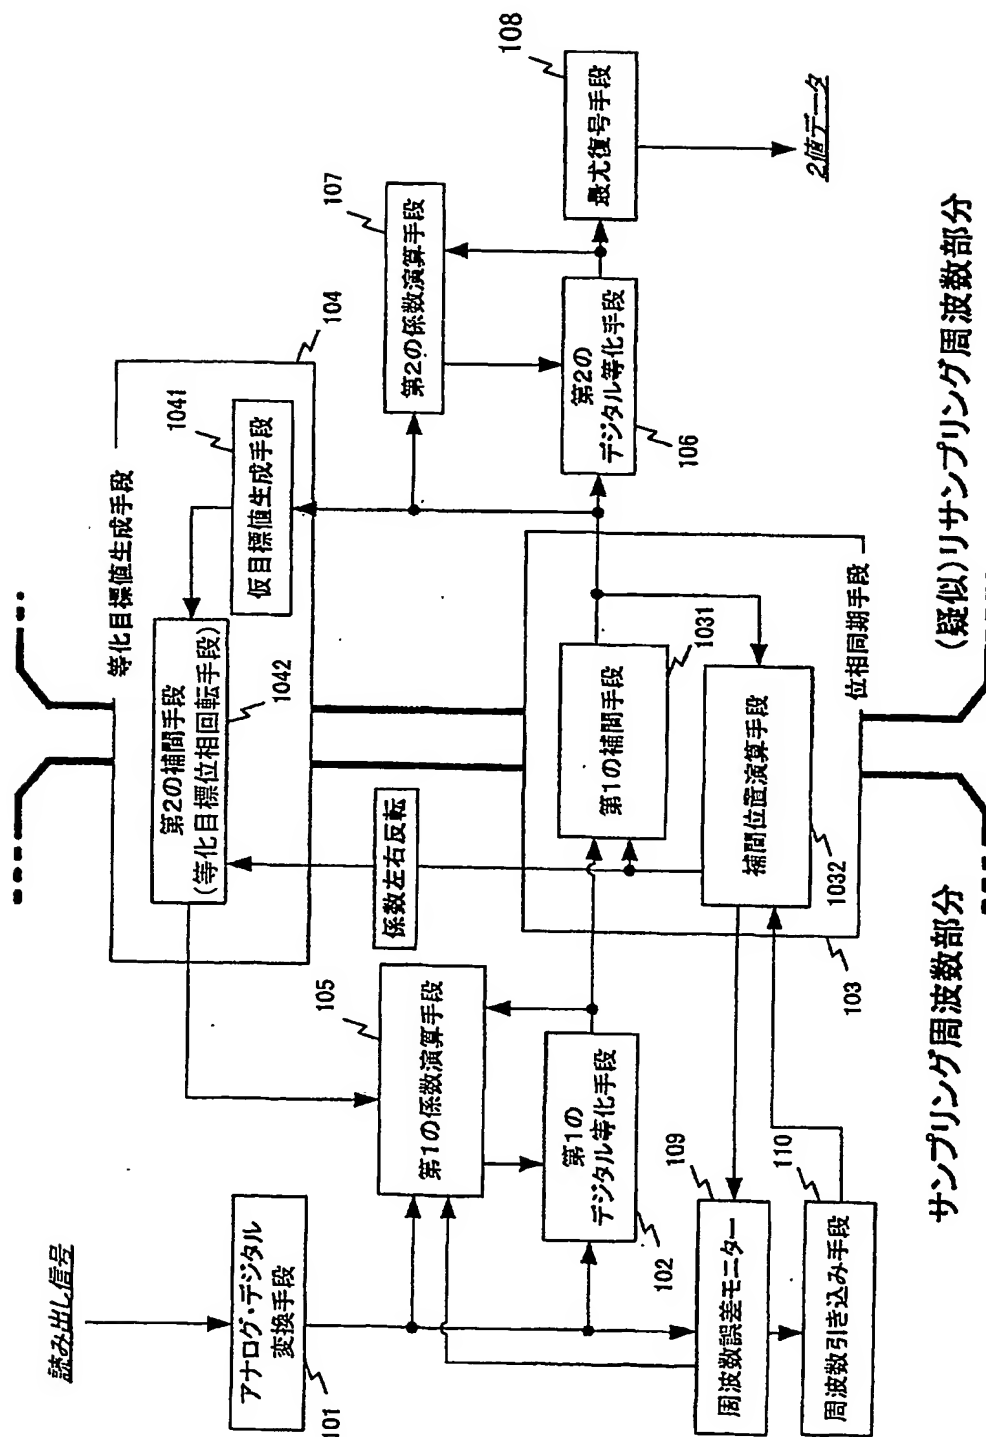 読み出し信号
アナログ・デジタル
変換手段
101
第1の係数演算手段
105
第1の
デジタル等化手段
102
周波数誤差モニター
109
周波数引き込み手段
110
サンプリング周波数部分
等化目標値生成手段
104
第2の補間手段
(等化目標位相回転手段)
1042
仮目標値生成手段
1041
係数左右反転
第1の補間手段
1031
補間位置演算手段
1032
位相同期手段
103
第2の係数演算手段
107
第2の
デジタル等化手段
106
最尤復号手段
108
2値データ
(疑似)リサンプリング周波数部分